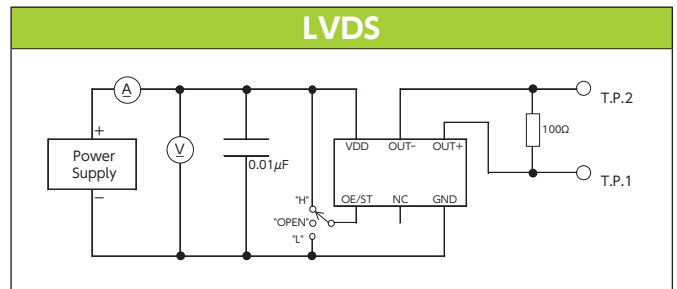 LVDS
A
T.P.2
+
V
100Ω
VDD OUT- OUT+
Power
Supply
0.01μF
T.P.1
"H"
OE/ST NC GND
−
"OPEN"
"L"